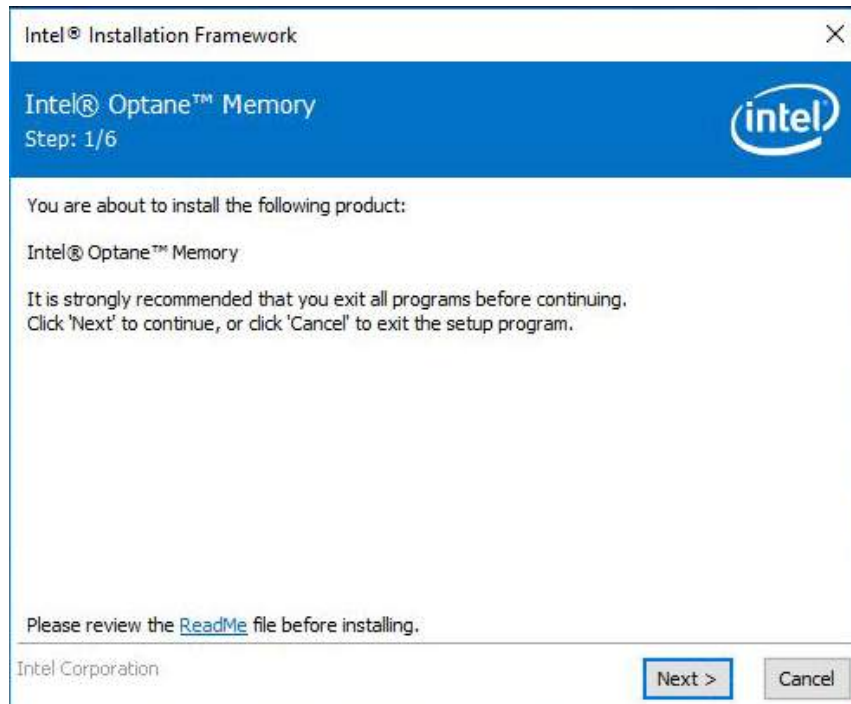 Intel® Installation Framework
Intel® Optane™ Memory
Step: 1/6
intel
You are about to install the following product:
Intel® Optane™ Memory
It is strongly recommended that you exit all programs before continuing.
Click 'Next' to continue, or click 'Cancel' to exit the setup program.
Please review the ReadMe file before installing.
Intel Corporation
Next > Cancel